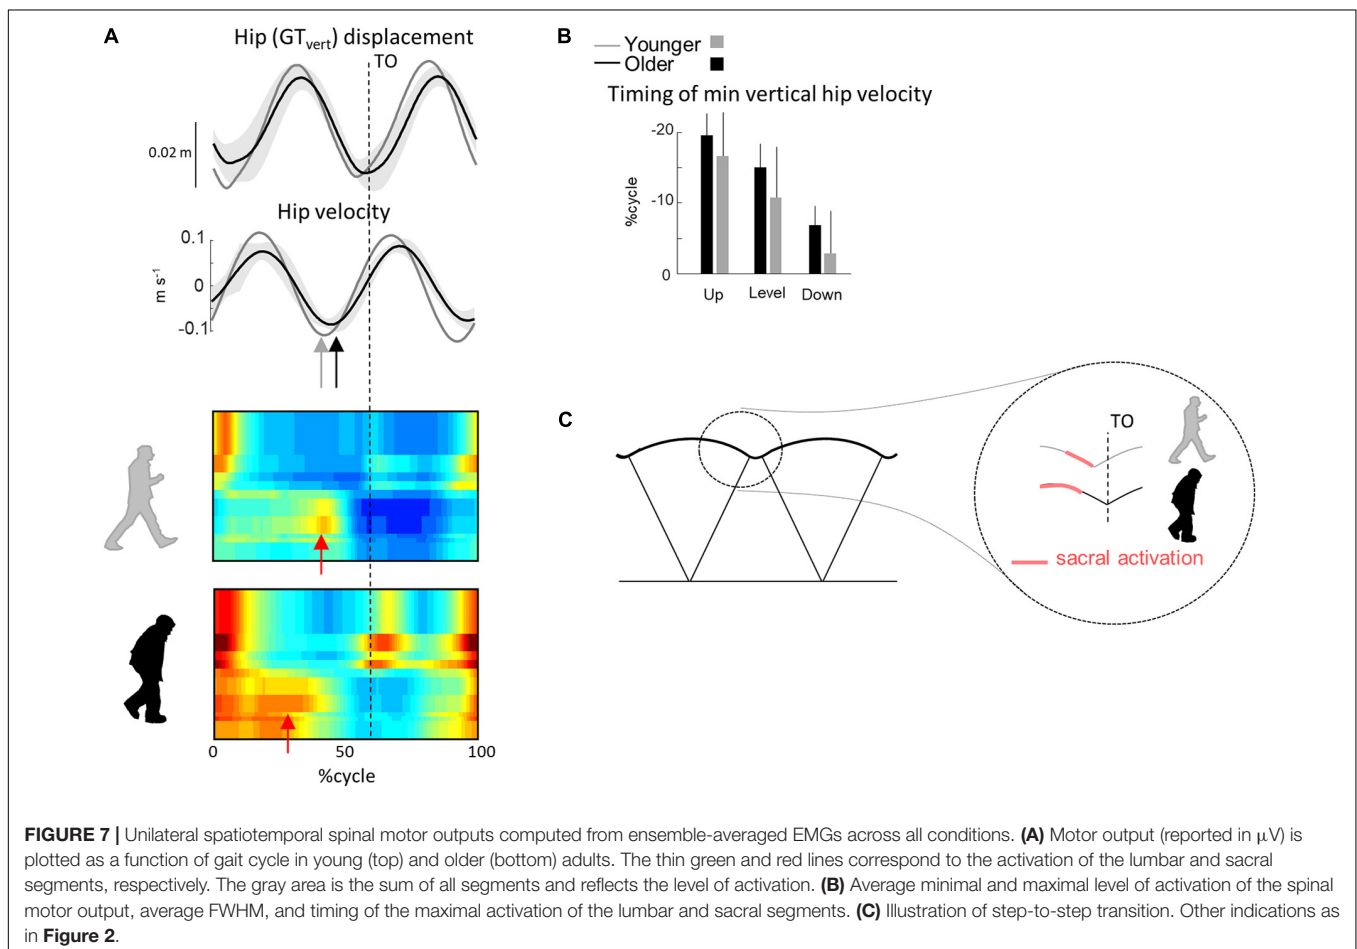 A
Hip (GTvert) displacement
TO
0.02 m
Hip velocity
0.1
0
-0.1
m s-1
0
50
100
%cycle
B
Younger
Older
Timing of min vertical hip velocity
-20
-10
0
%cycle
Up
Level
Down
C
TO
sacral activation
FIGURE 7 | Unilateral spatiotemporal spinal motor outputs computed from ensemble-averaged EMGs across all conditions. (A) Motor output (reported in μV) is
plotted as a function of gait cycle in young (top) and older (bottom) adults. The thin green and red lines correspond to the activation of the lumbar and sacral
segments, respectively. The gray area is the sum of all segments and reflects the level of activation. (B) Average minimal and maximal level of activation of the spinal
motor output, average FWHM, and timing of the maximal activation of the lumbar and sacral segments. (C) Illustration of step-to-step transition. Other indications as
in Figure 2.